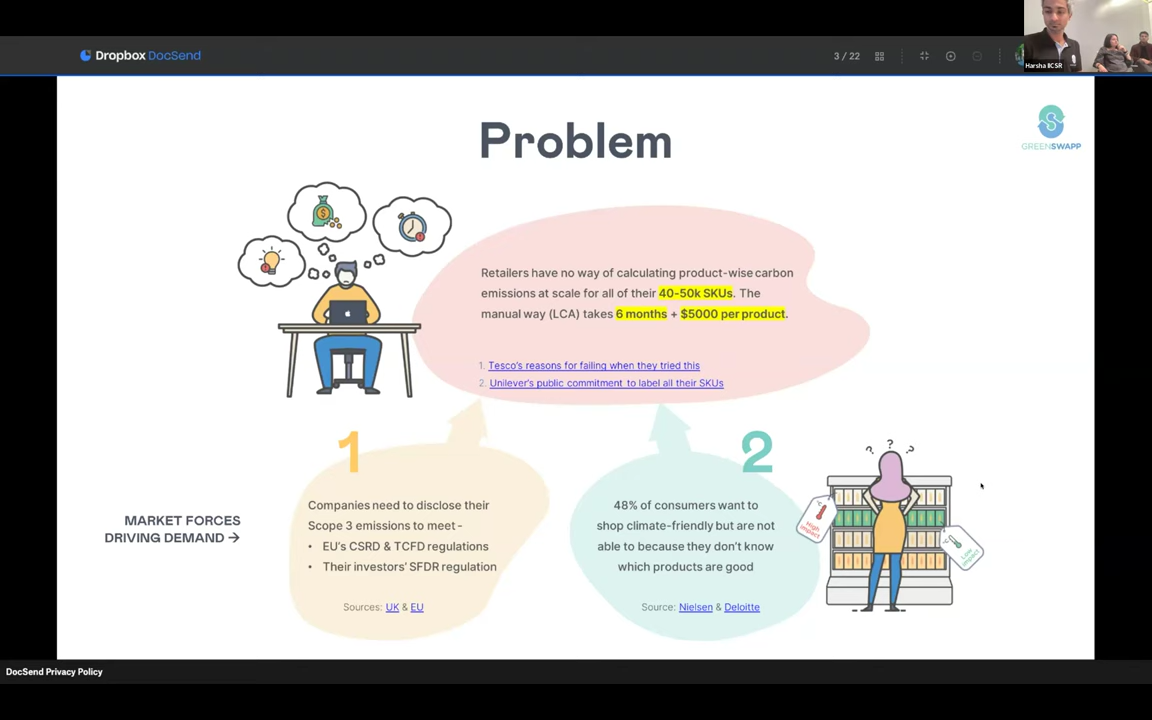 Dropbox DocSend
3 / 22
Harsha IICSR
Problem
GREENSWAPP
Retailers have no way of calculating product-wise carbon
emissions at scale for all of their 40-50k SKUs. The
manual way (LCA) takes 6 months + $5000 per product.
1. Tesco's reasons for failing when they tried this
2. Unilever's public commitment to label all their SKUs
MARKET FORCES
DRIVING DEMAND →
1
Companies need to disclose their
Scope 3 emissions to meet -
• EU's CSRD & TCFD regulations
• Their investors' SFDR regulation
Sources: UK & EU
2
48% of consumers want to
shop climate-friendly but are not
able to because they don't know
which products are good
Source: Nielsen & Deloitte
? ? ?
High
impact
Low
impact
DocSend Privacy Policy